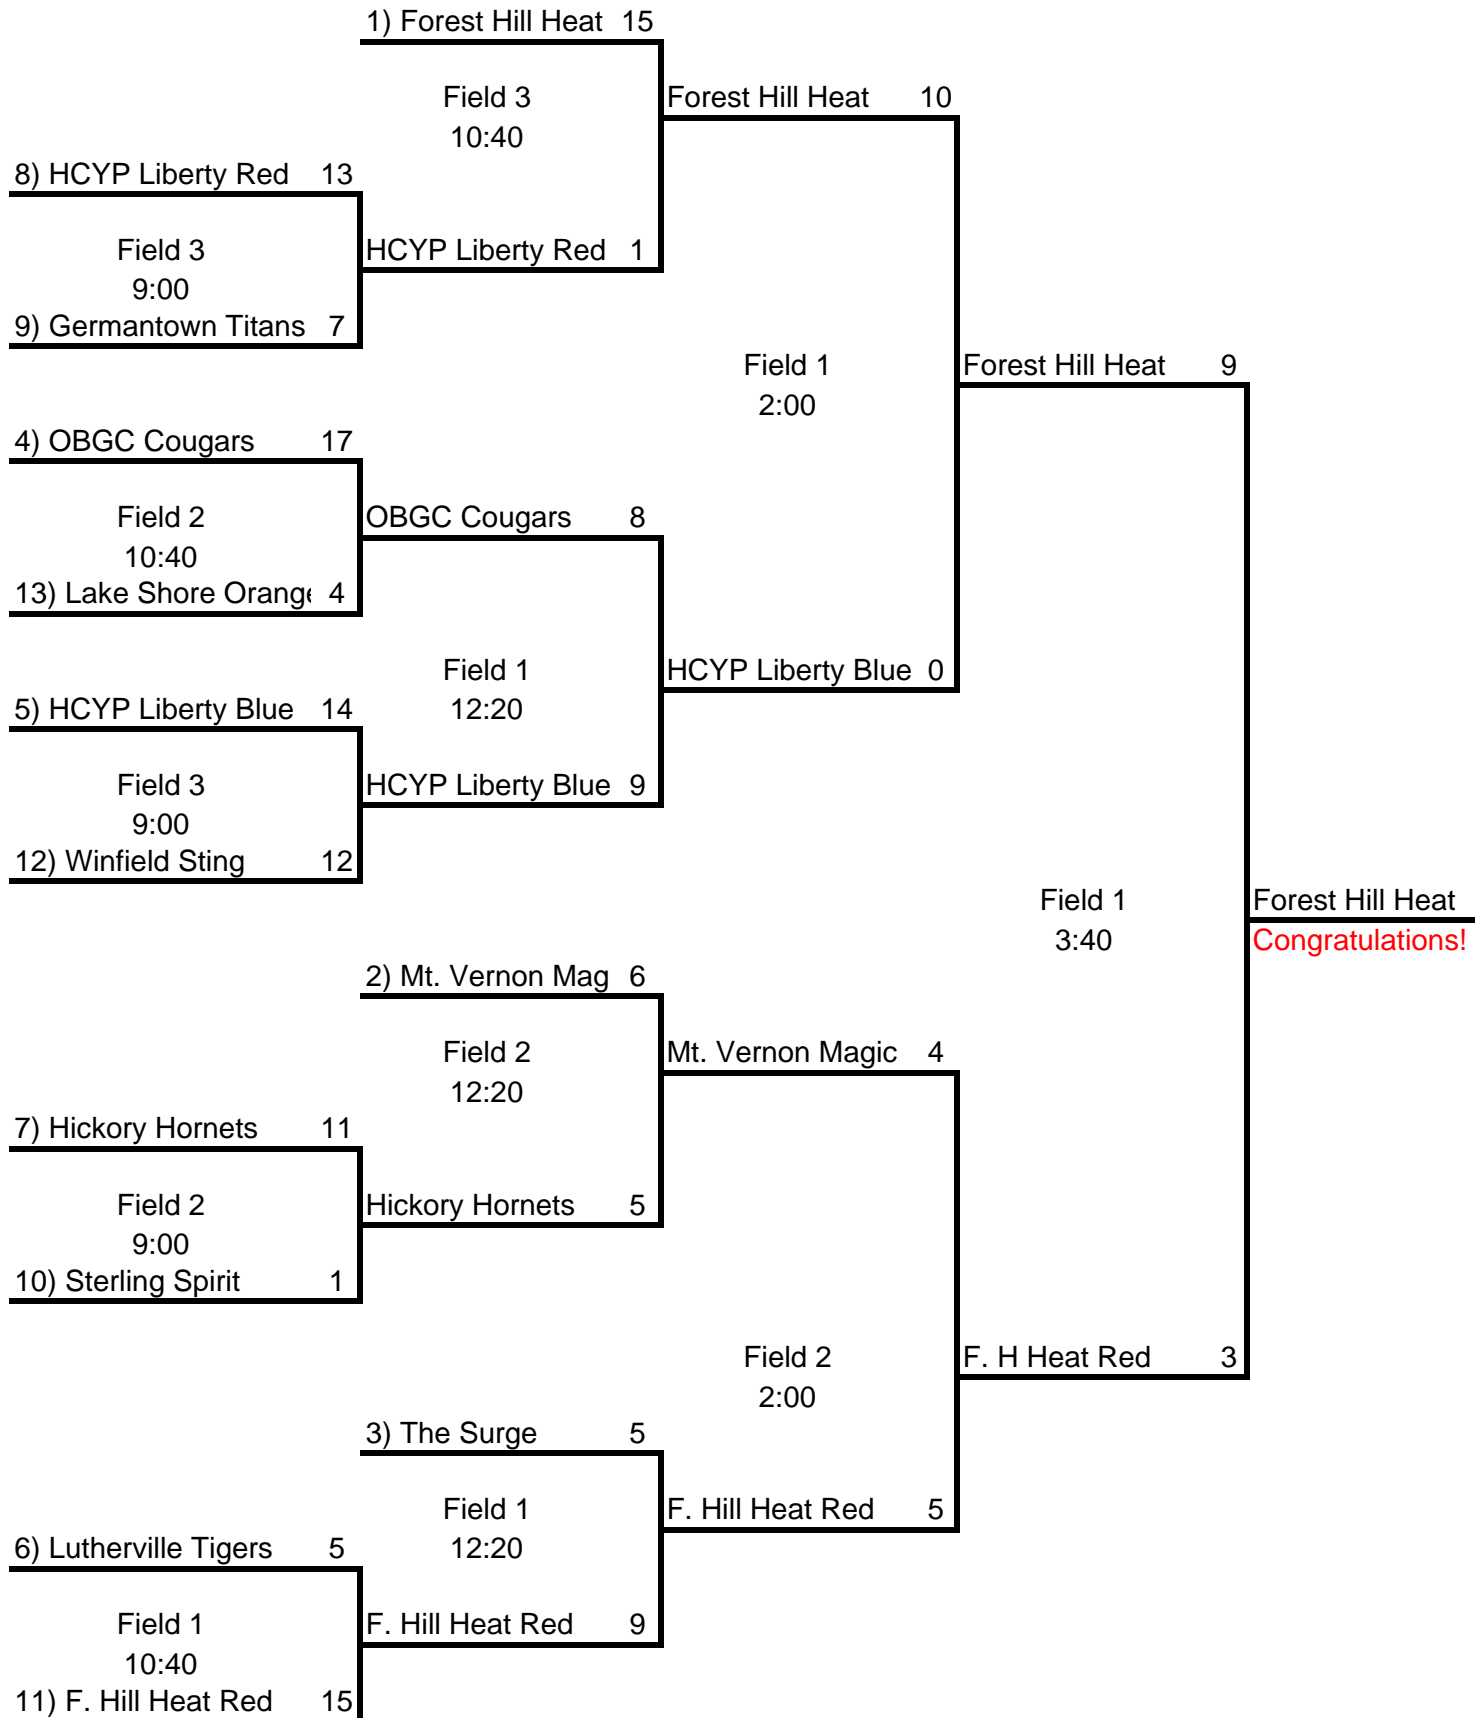 1) Forest Hill Heat 15
Field 3
10:40
Forest Hill Heat 10
8) HCYP Liberty Red 13
Field 3
9:00
HCYP Liberty Red 1
9) Germantown Titans 7
Field 1
2:00
Forest Hill Heat 9
4) OBGC Cougars 17
Field 2
10:40
OBGC Cougars 8
13) Lake Shore Orange 4
Field 1
12:20
HCYP Liberty Blue 0
5) HCYP Liberty Blue 14
Field 3
9:00
HCYP Liberty Blue 9
12) Winfield Sting 12
Field 1
3:40
Forest Hill Heat
Congratulations!
2) Mt. Vernon Mag 6
Field 2
12:20
Mt. Vernon Magic 4
7) Hickory Hornets 11
Field 2
9:00
Hickory Hornets 5
10) Sterling Spirit 1
Field 2
2:00
F. H Heat Red 3
3) The Surge 5
Field 1
12:20
F. Hill Heat Red 5
6) Lutherville Tigers 5
Field 1
10:40
F. Hill Heat Red 9
11) F. Hill Heat Red 15